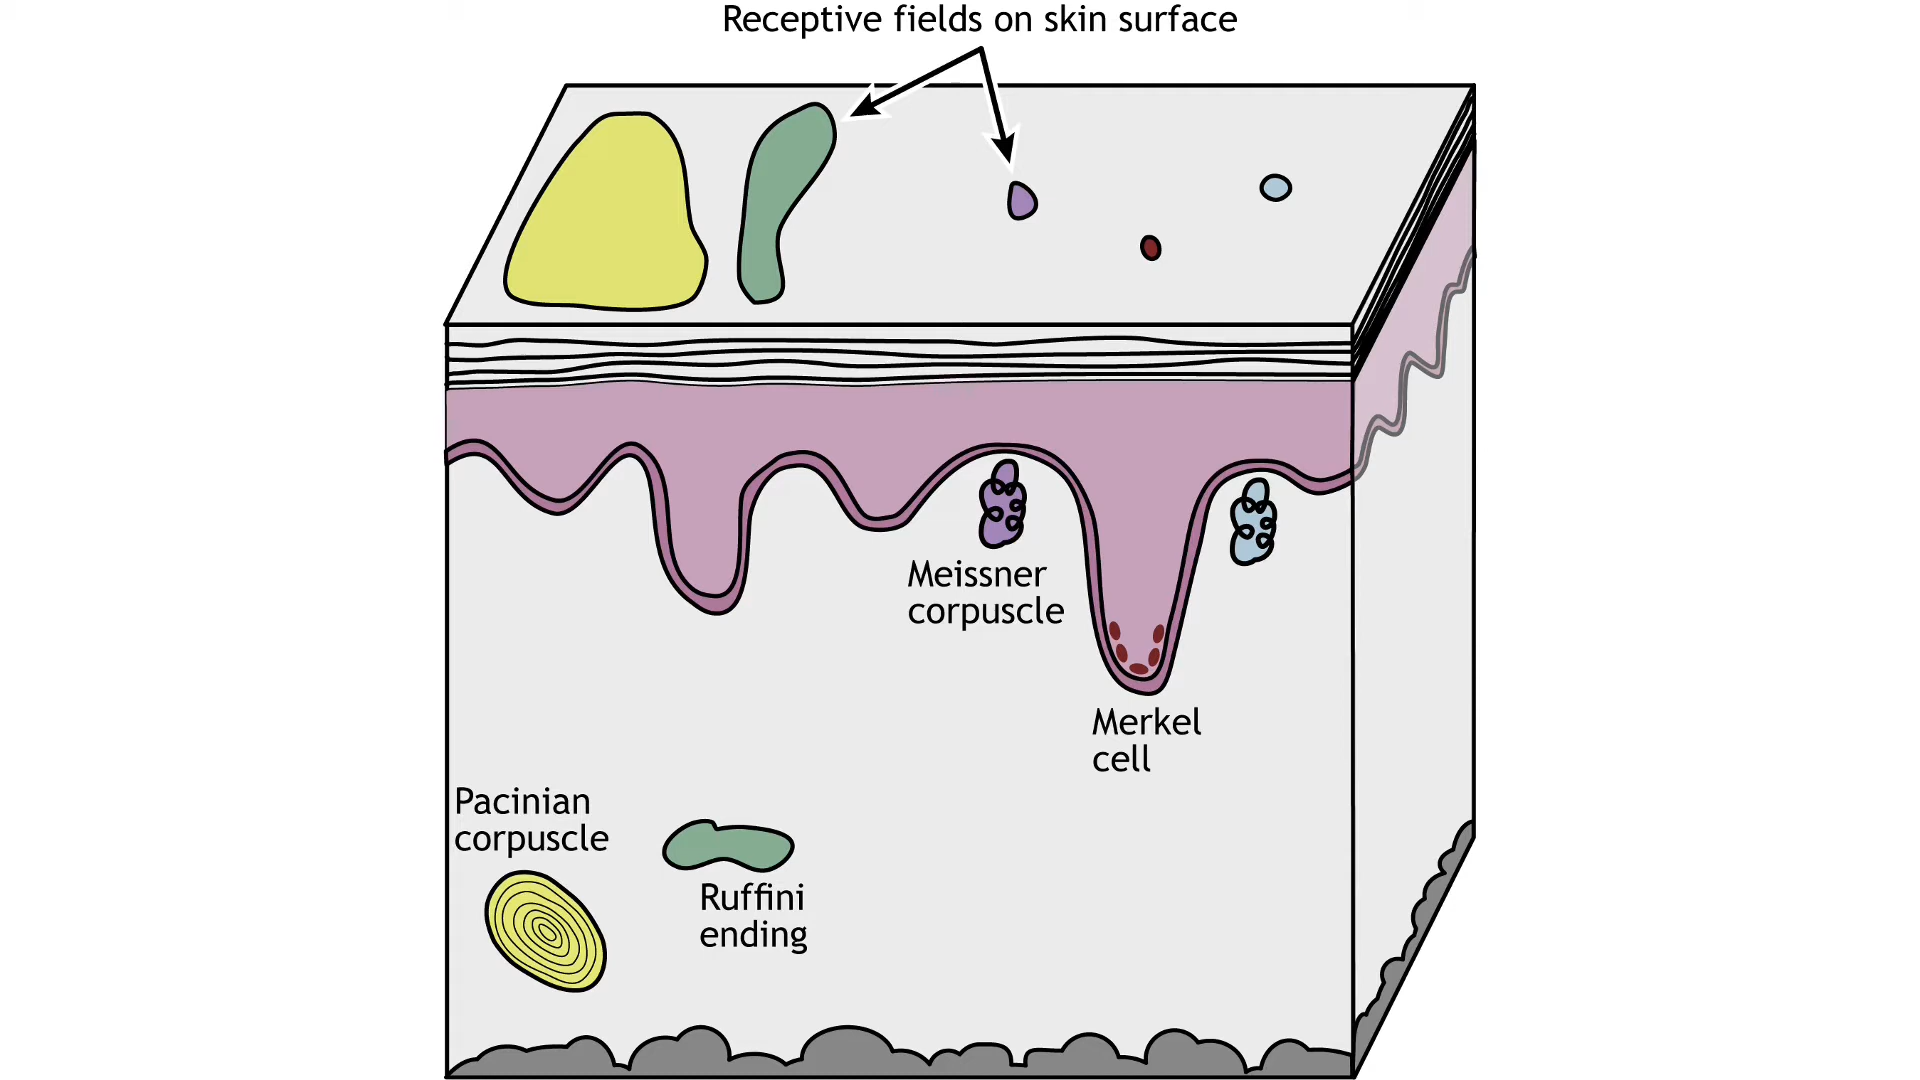 Receptive fields on skin surface
Meissner
corpuscle
Merkel
cell
Pacinian
corpuscle
Ruffini
ending